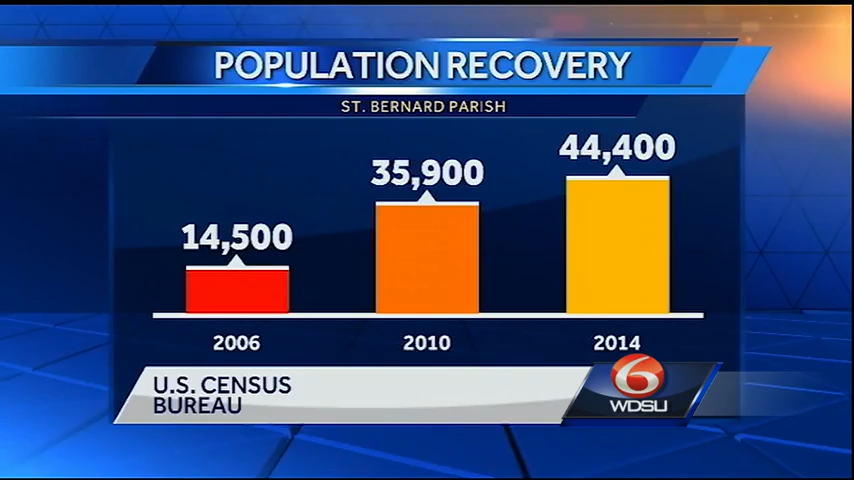 POPULATION RECOVERY
ST. BERNARD PARISH
14,500
35,900
44,400
2006
2010
2014
U.S. CENSUS
BUREAU
6
WDSU